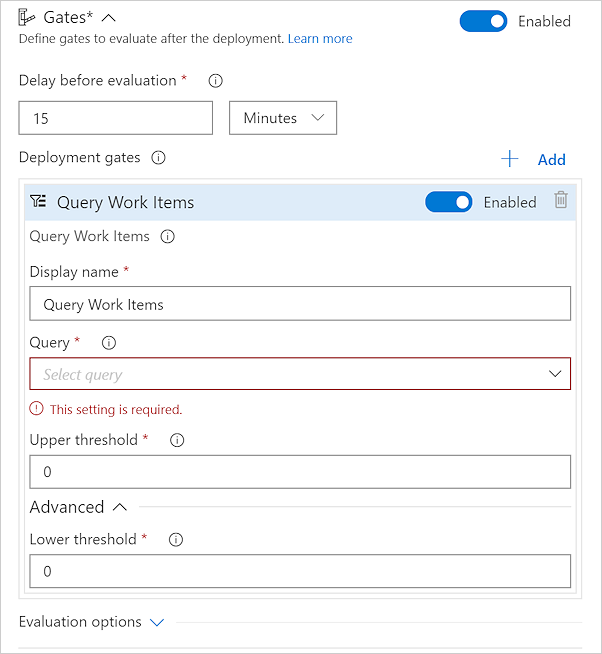 Gates*
Enabled
Define gates to evaluate after the deployment. Learn more
Delay before evaluation *
15
Minutes
Deployment gates
Add
Query Work Items
Enabled
Query Work Items
Display name *
Query Work Items
Query *
Select query
This setting is required.
Upper threshold *
0
Advanced
Lower threshold *
0
Evaluation options